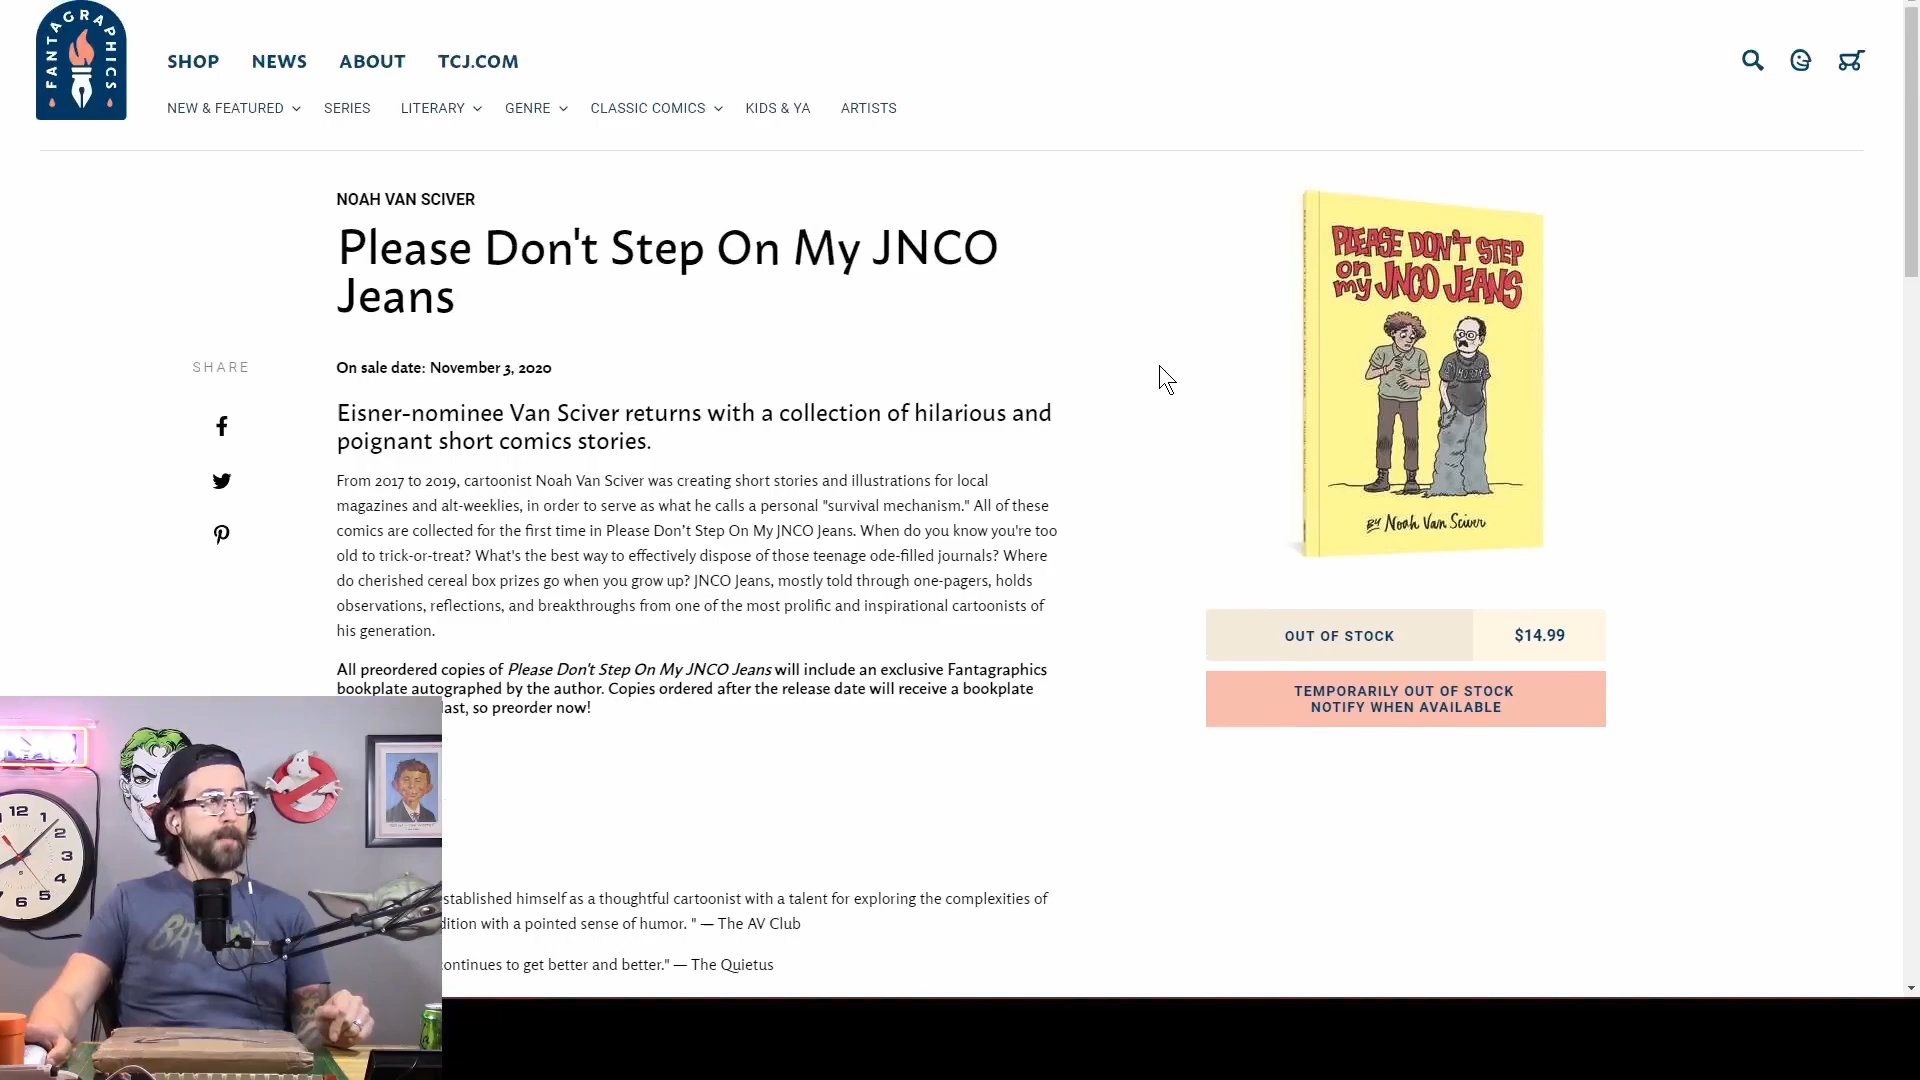 FANTAGRAPHICS
SHOP NEWS ABOUT TCJ.COM
NEW & FEATURED SERIES LITERARY GENRE CLASSIC COMICS KIDS & YA ARTISTS
NOAH VAN SCIVER
Please Don't Step On My JNCO
Jeans
SHARE
On sale date: November 3, 2020
Eisner-nominee Van Sciver returns with a collection of hilarious and
poignant short comics stories.
From 2017 to 2019, cartoonist Noah Van Sciver was creating short stories and illustrations for local
magazines and alt-weeklies, in order to serve as what he calls a personal "survival mechanism." All of these
comics are collected for the first time in Please Don’t Step On My JNCO Jeans. When do you know you're too
old to trick-or-treat? What's the best way to effectively dispose of those teenage ode-filled journals? Where
do cherished cereal box prizes go when you grow up? JNCO Jeans, mostly told through one-pagers, holds
observations, reflections, and breakthroughs from one of the most prolific and inspirational cartoonists of
his generation.
All preordered copies of Please Don't Step On My JNCO Jeans will include an exclusive Fantagraphics
bookplate autographed by the author. Copies ordered after the release date will receive a bookplate
last, so preorder now!
stablished himself as a thoughtful cartoonist with a talent for exploring the complexities of
dition with a pointed sense of humor. " — The AV Club
continues to get better and better." — The Quietus
PLEASE DON'T STEP
on
my JNCO JEANS
BY Noah Van Sciver
OUT OF STOCK $14.99
TEMPORARILY OUT OF STOCK
NOTIFY WHEN AVAILABLE
12
1
2
3
4
5
6